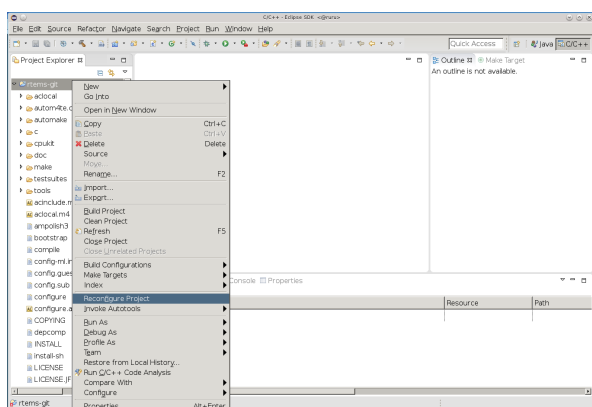 C/C++ - Eclipse SDK <@ruru>
File Edit Source Refactor Navigate Search Project Run Window Help
Quick Access Java C/C++
Project Explorer
Outline Make Target
An outline is not available.
rtems-git
aclocal
autom4te.c
automake
c
cpukit
doc
make
testsuites
tools
acinclude.m
aclocal.m4
ampolish3
bootstrap
compile
config-ml.in
config.gues
config.sub
configure
configure.a
COPYING
depcomp
INSTALL
install-sh
LICENSE
LICENSE.JF
New
Go Into
Open in New Window
Copy Ctrl+C
Paste Ctrl+V
Delete Delete
Source
Move...
Rename... F2
Import...
Export...
Build Project
Clean Project
Refresh F5
Close Project
Close Unrelated Projects
Build Configurations
Make Targets
Index
Reconfigure Project
Invoke Autotools
Run As
Debug As
Profile As
Team
Restore from Local History...
Run C/C++ Code Analysis
Compare With
Configure
Properties Alt+Enter
Console Properties
Resource Path
rtems-git